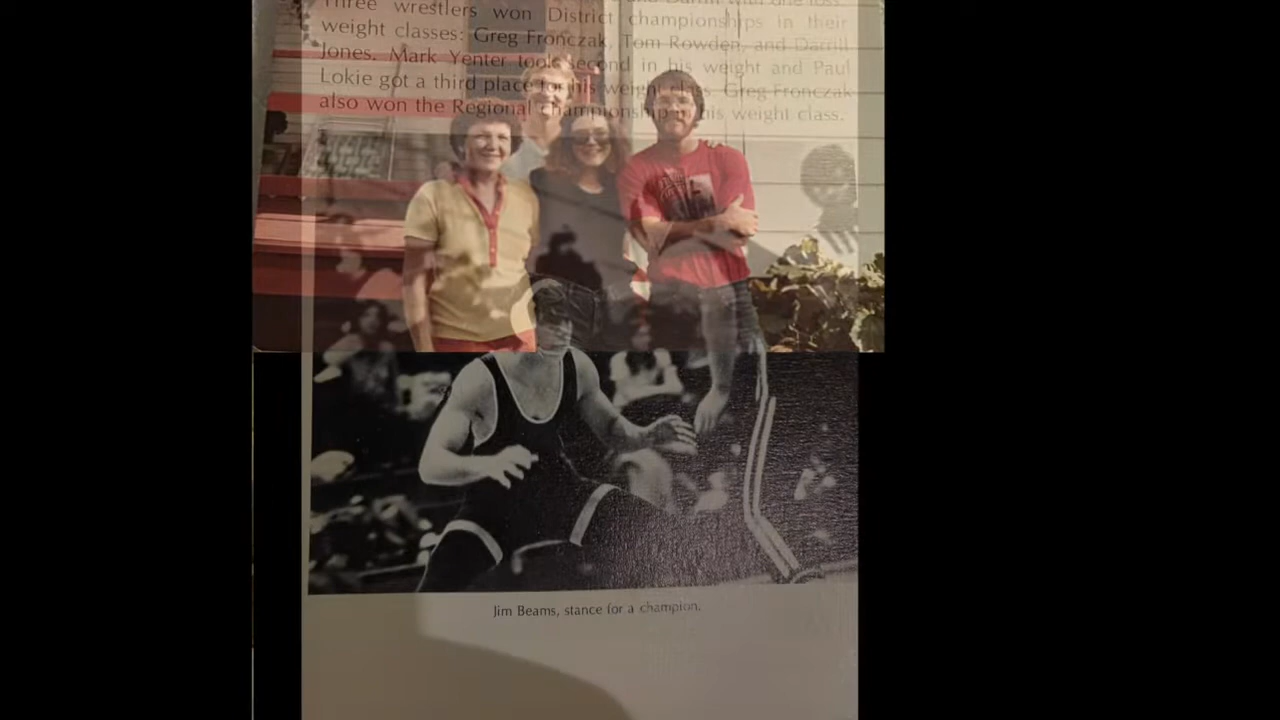 Three wrestlers won District championships in their
weight classes: Greg Fronczak, Tom Rowden, and Darrill
Jones. Mark Yenter took second in his weight and Paul
Lokie got a third place for his weight class. Greg Fronczak
also won the Regional championship in his weight class.
Jim Beams, stance for a champion.